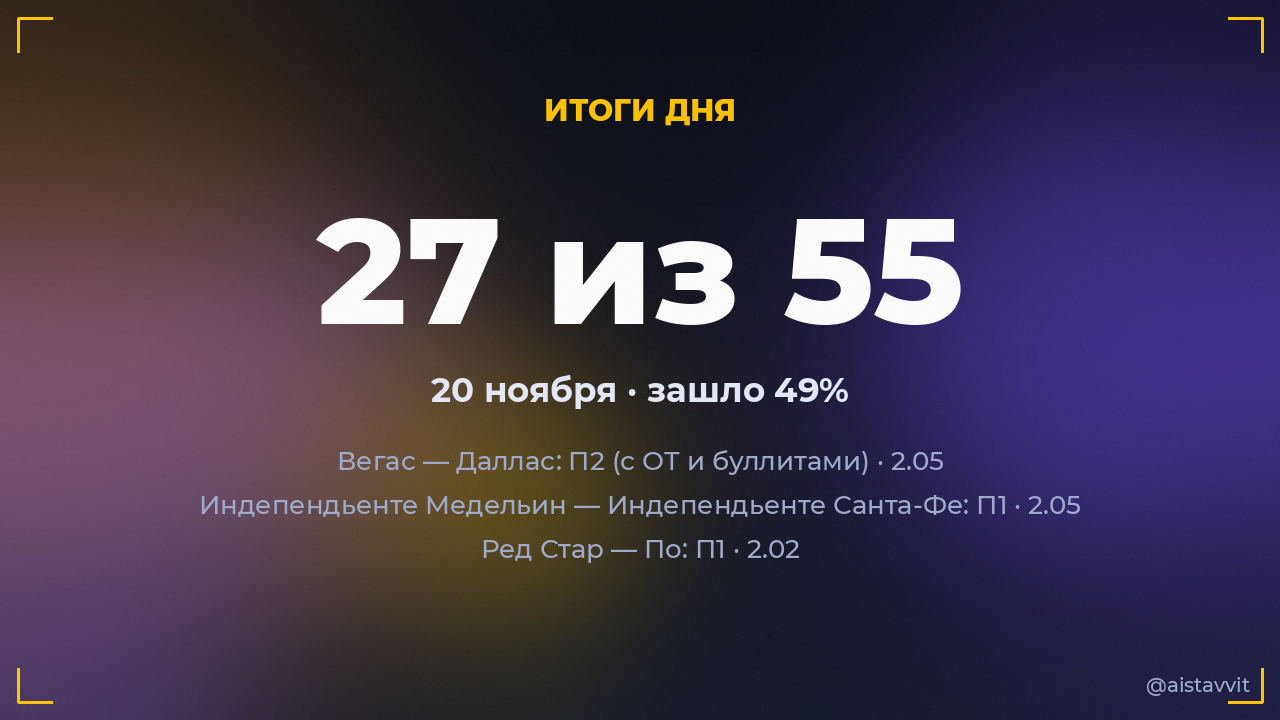 ИТОГИ ДНЯ
27 из 55
20 ноября · зашло 49%
Вегас — Даллас: П2 (с ОТ и буллитами) · 2.05
Индепендьенте Медельин — Индепендьенте Санта-Фе: П1 · 2.05
Ред Стар — По: П1 · 2.02
@aistavvit